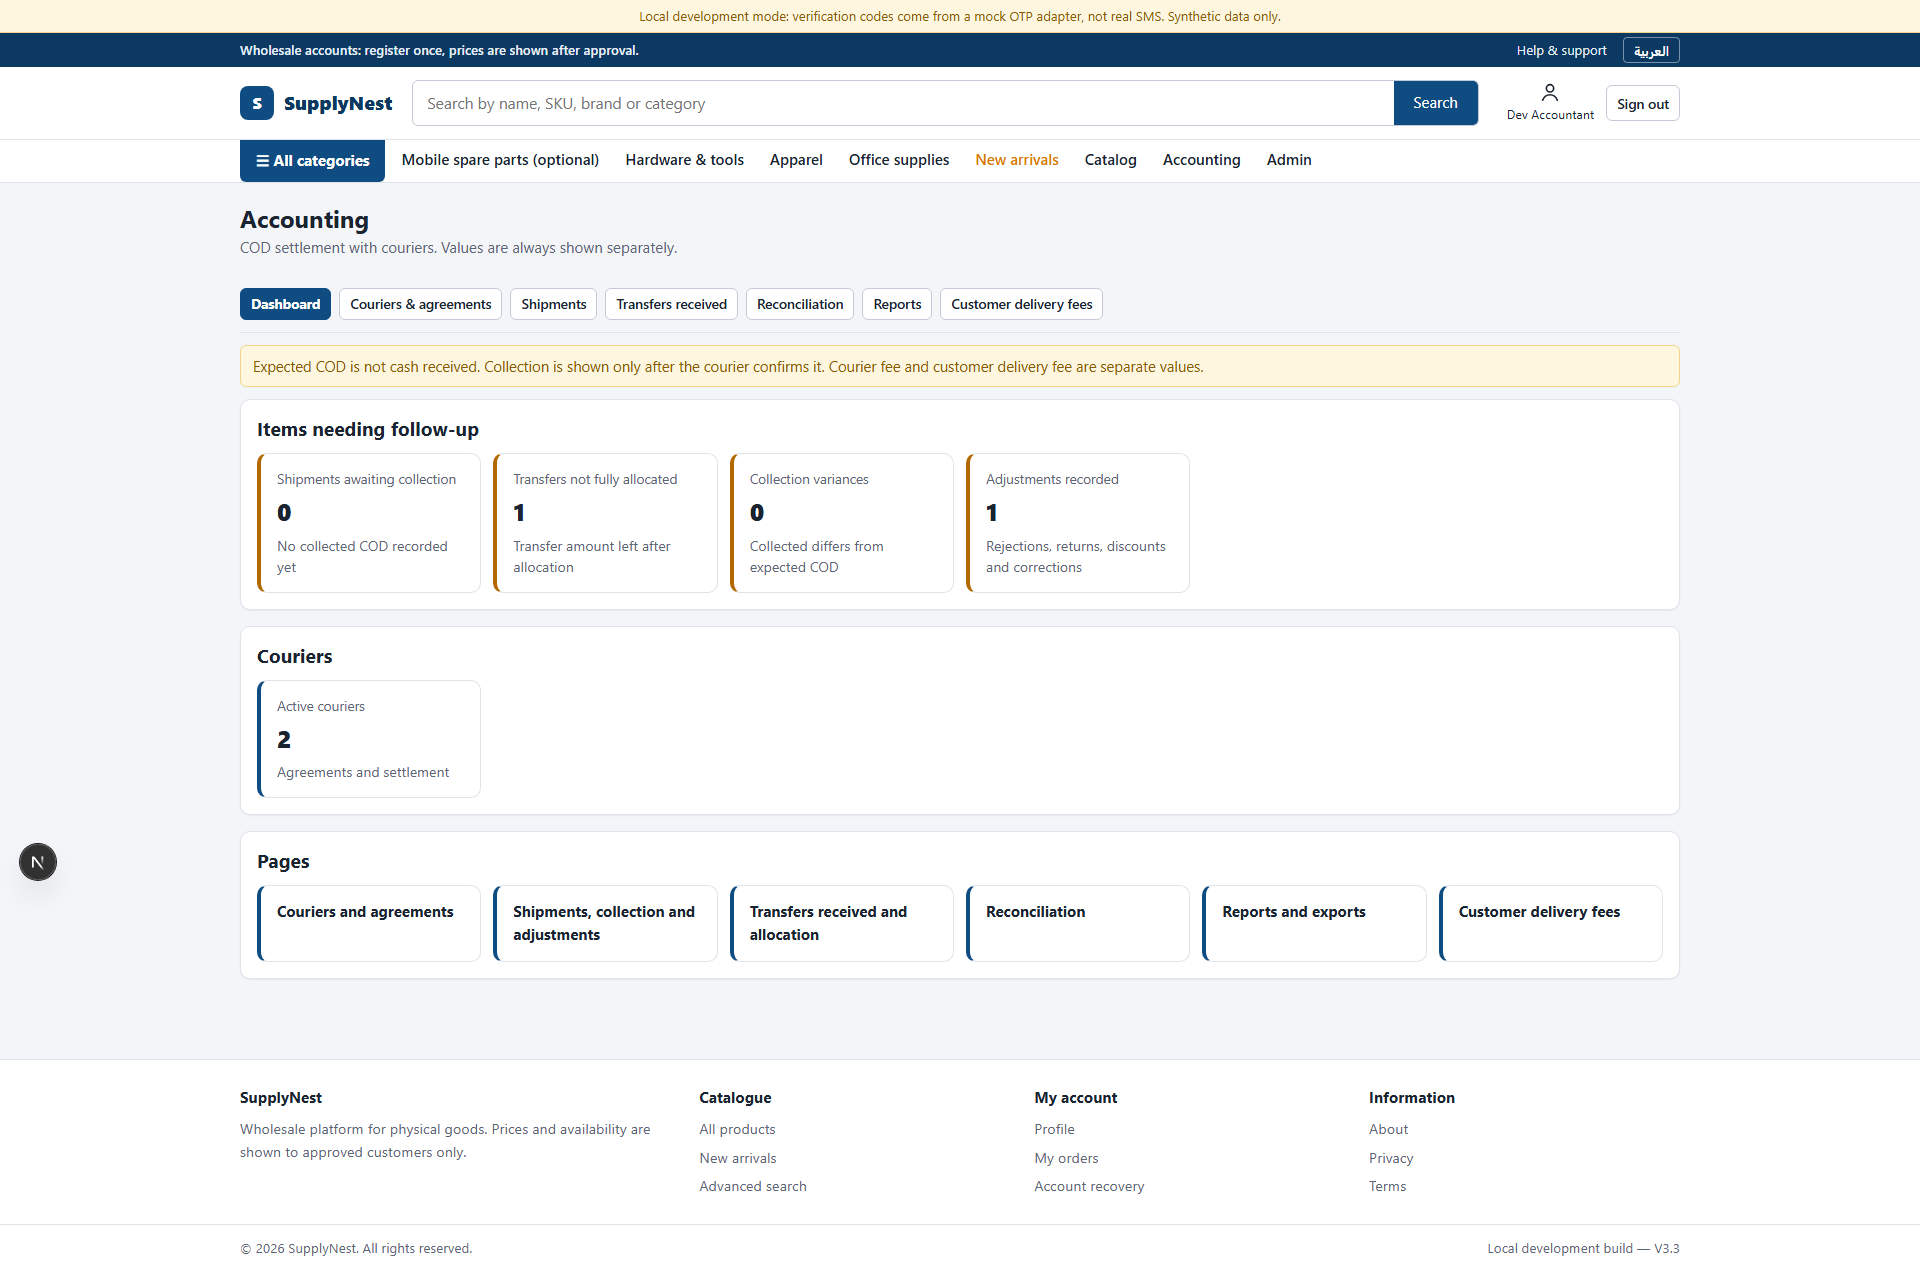 Local development mode: verification codes come from a mock OTP adapter, not real SMS. Synthetic data only.
Wholesale accounts: register once, prices are shown after approval.
Help & support
العربية
S
SupplyNest
Search by name, SKU, brand or category
Search
Dev Accountant
Sign out
☰ All categories
Mobile spare parts (optional)
Hardware & tools
Apparel
Office supplies
New arrivals
Catalog
Accounting
Admin
Accounting
COD settlement with couriers. Values are always shown separately.
Dashboard
Couriers & agreements
Shipments
Transfers received
Reconciliation
Reports
Customer delivery fees
Expected COD is not cash received. Collection is shown only after the courier confirms it. Courier fee and customer delivery fee are separate values.
Items needing follow-up
Shipments awaiting collection
0
No collected COD recorded
yet
Transfers not fully allocated
1
Transfer amount left after
allocation
Collection variances
0
Collected differs from
expected COD
Adjustments recorded
1
Rejections, returns, discounts
and corrections
Couriers
Active couriers
2
Agreements and settlement
N
Pages
Couriers and agreements
Shipments, collection and
adjustments
Transfers received and
allocation
Reconciliation
Reports and exports
Customer delivery fees
SupplyNest
Wholesale platform for physical goods. Prices and availability are
shown to approved customers only.
Catalogue
All products
New arrivals
Advanced search
My account
Profile
My orders
Account recovery
Information
About
Privacy
Terms
© 2026 SupplyNest. All rights reserved.
Local development build — V3.3